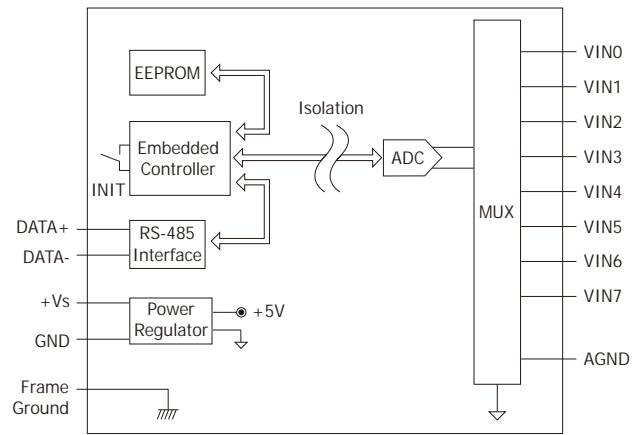 EEPROM
Isolation
Embedded
Controller
INIT
ADC
MUX
VIN0
VIN1
VIN2
VIN3
VIN4
VIN5
VIN6
VIN7
AGND
DATA+
DATA-
RS-485
Interface
+Vs
GND
Power
Regulator
+5V
Frame
Ground